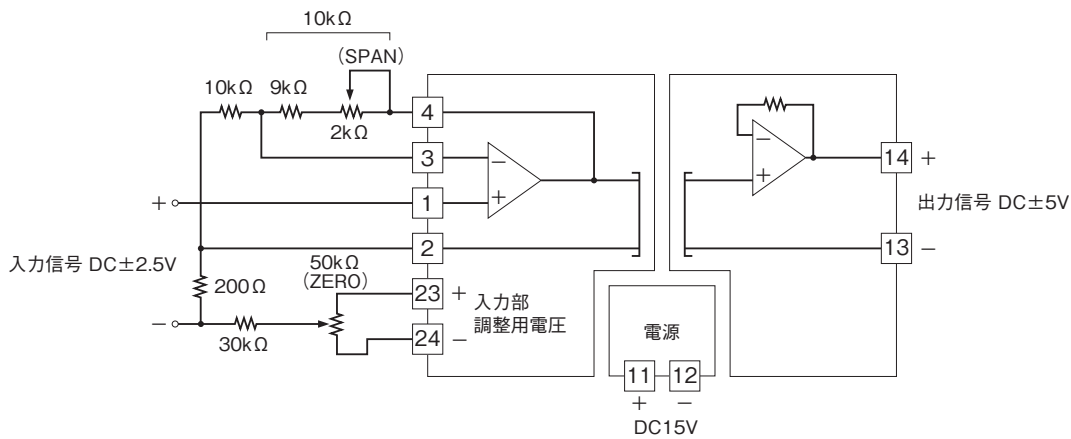 10kΩ
(SPAN)
10kΩ
9kΩ
2kΩ
4
3
1
2
23
24
－
＋
＋
入力信号 DC±2.5V
200Ω
50kΩ
(ZERO)
－
30kΩ
＋
－
入力部
調整用電圧
－
＋
14
＋
出力信号 DC±5V
13
－
電源
11
12
＋
－
DC15V